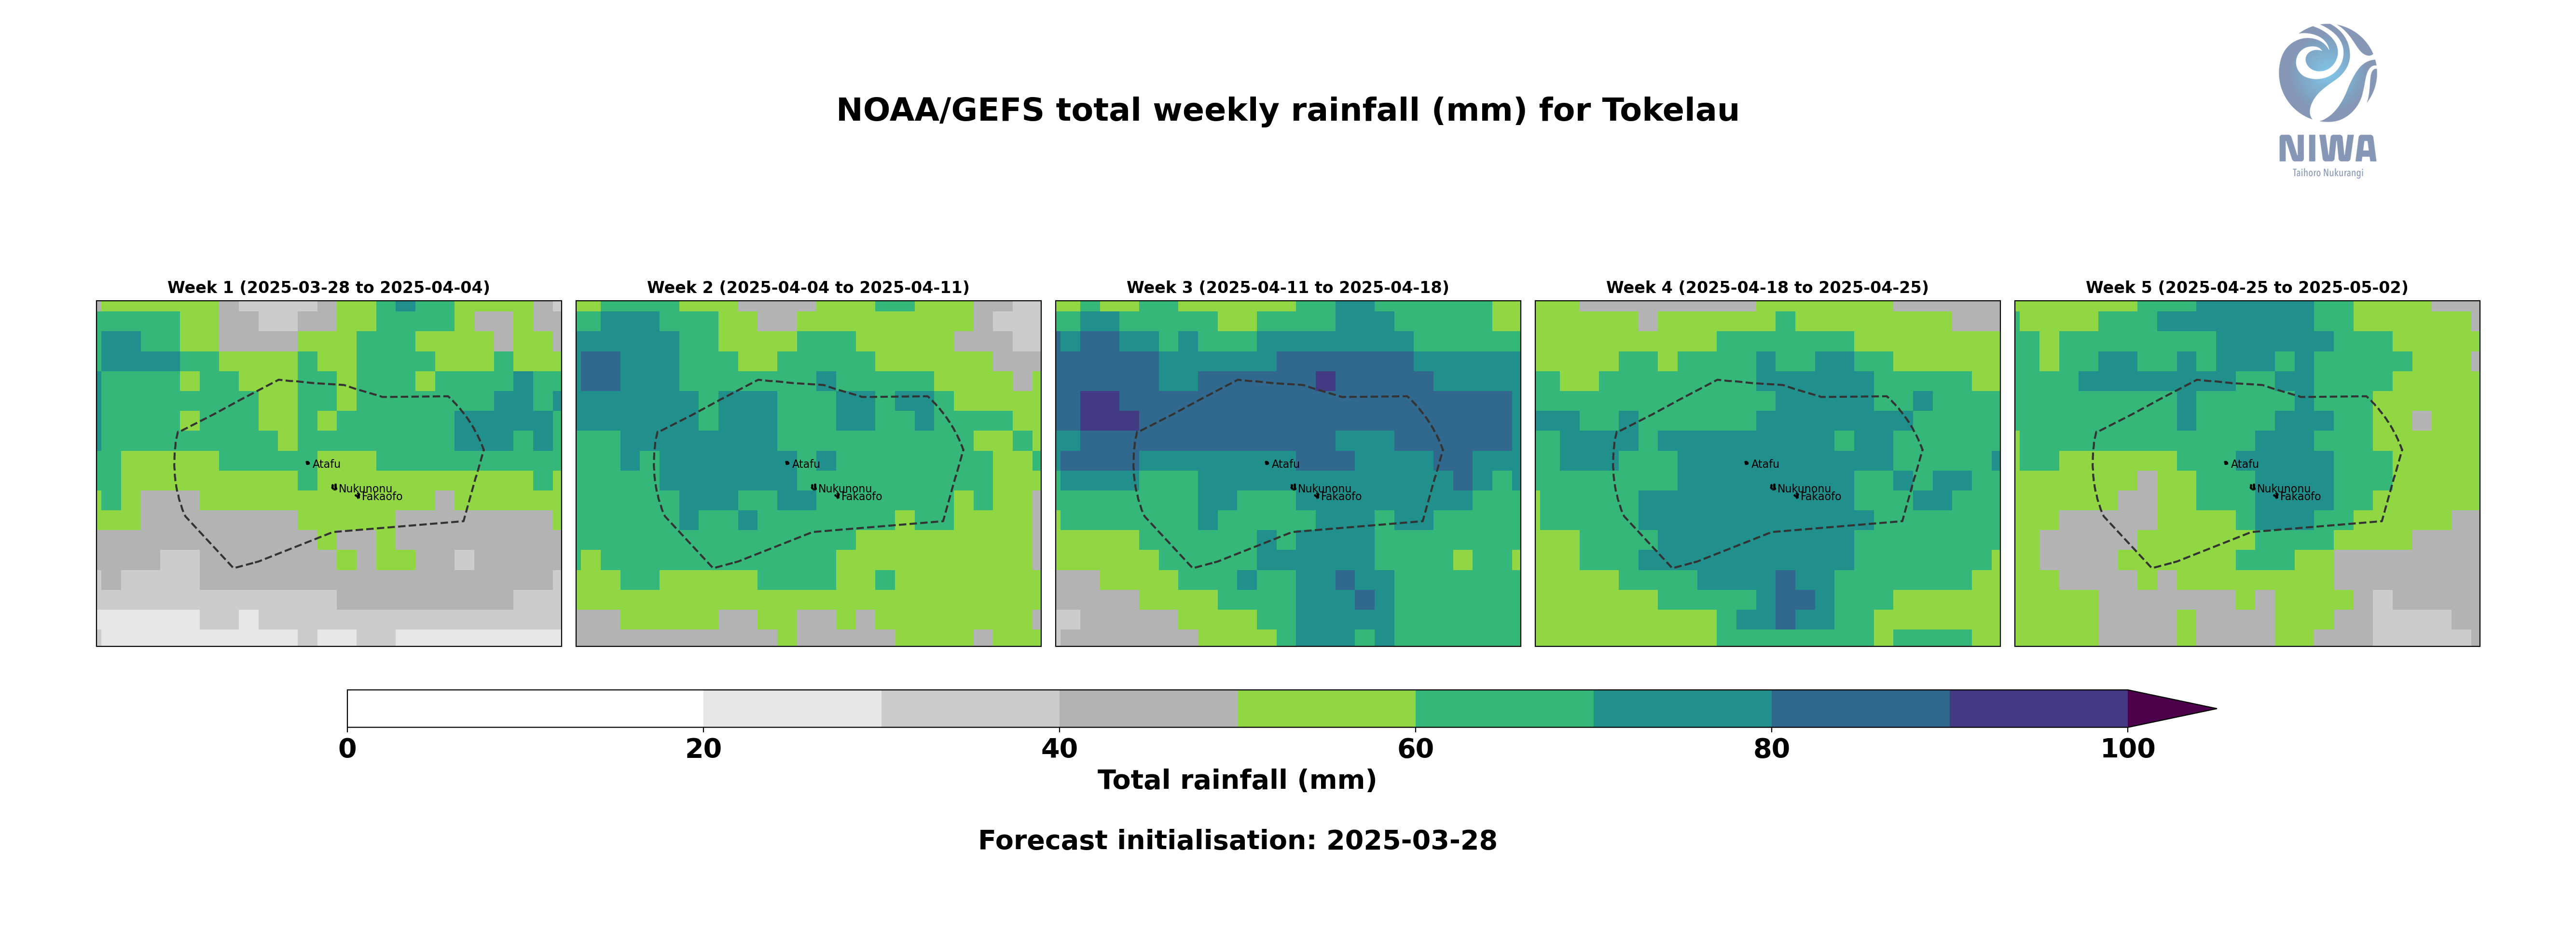 NOAA/GEFS total weekly rainfall (mm) for Tokelau
NIWA
Taihoro Nukurangi
Week 1 (2025-03-28 to 2025-04-04)
Week 2 (2025-04-04 to 2025-04-11)
Week 3 (2025-04-11 to 2025-04-18)
Week 4 (2025-04-18 to 2025-04-25)
Week 5 (2025-04-25 to 2025-05-02)
Atafu
Nukunonu
Fakaofo
Atafu
Nukunonu
Fakaofo
Atafu
Nukunonu
Fakaofo
Atafu
Nukunonu
Fakaofo
Atafu
Nukunonu
Fakaofo
0 20 40 60 80 100
Total rainfall (mm)
Forecast initialisation: 2025-03-28